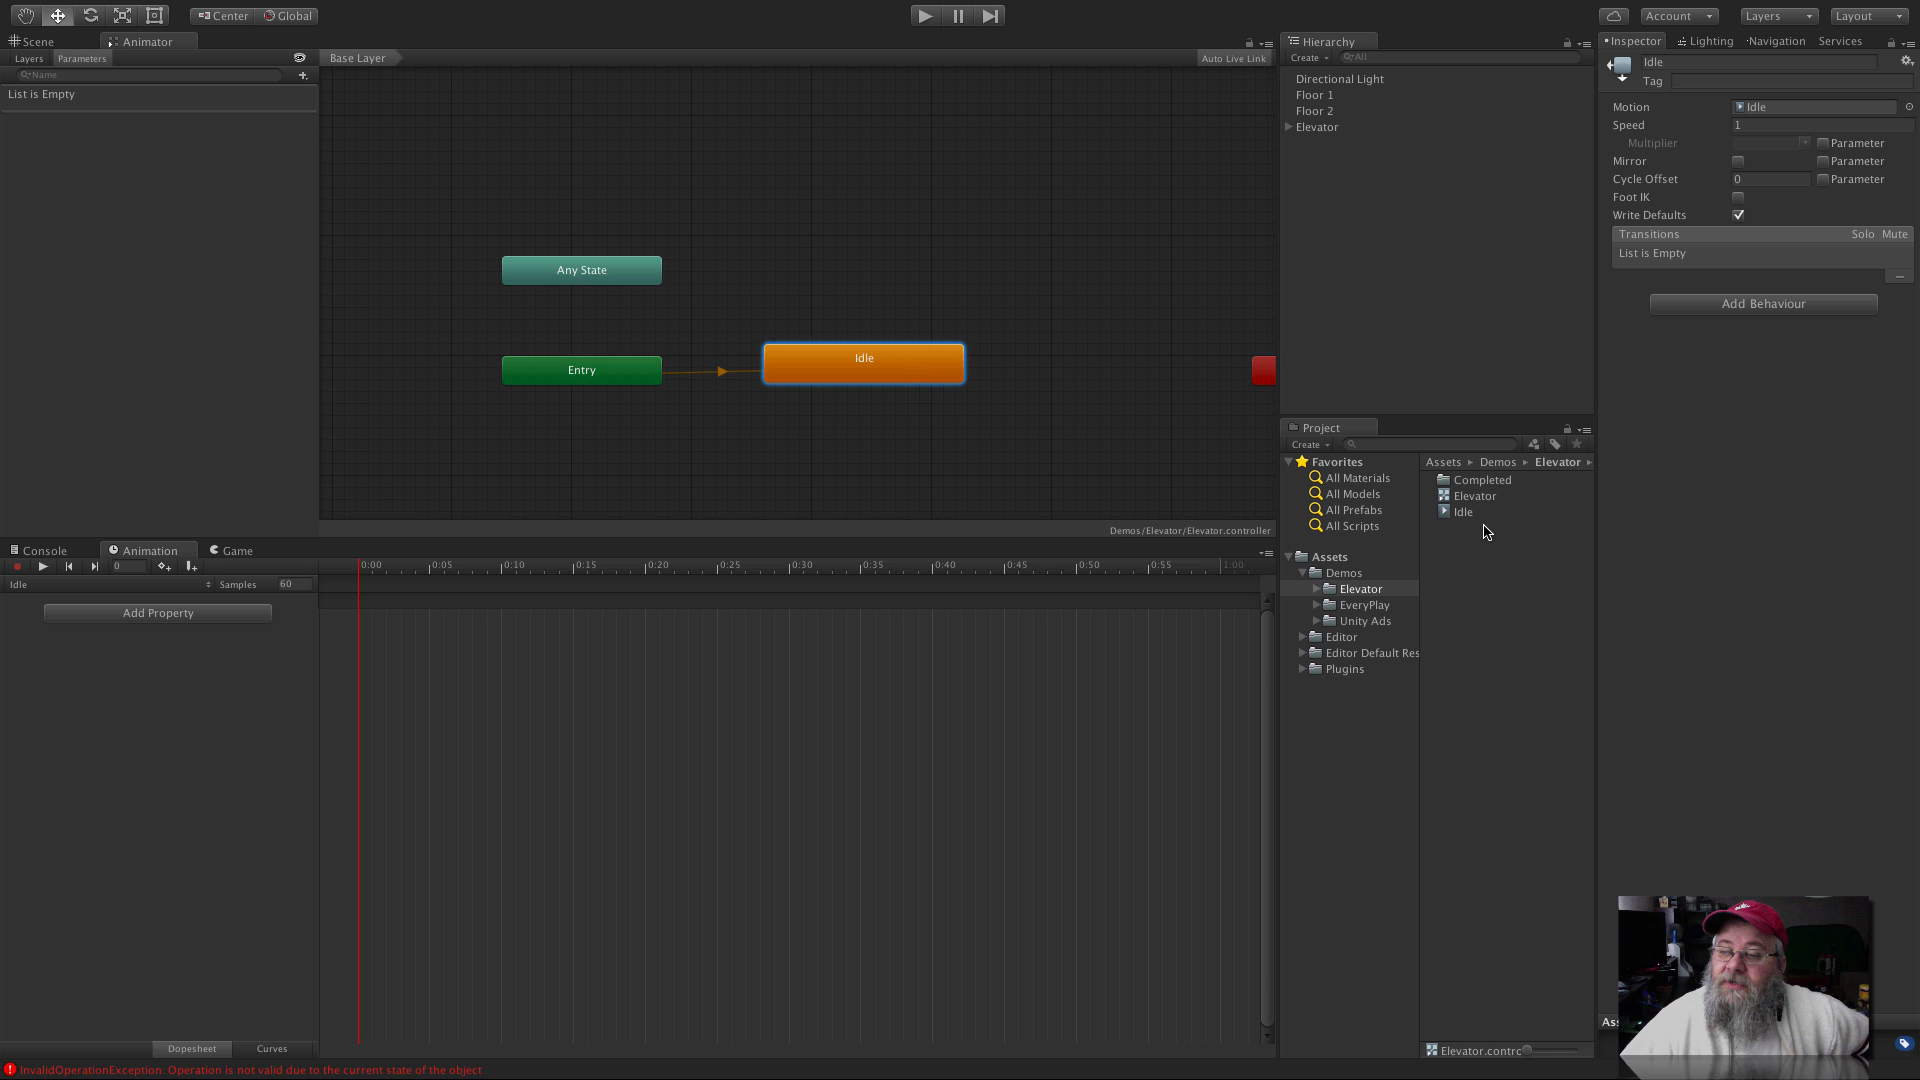 Center
Global
Account
Layers
Layout
Scene
Animator
Layers
Parameters
Name
List is Empty
Base Layer
Auto Live Link
Any State
Entry
Idle
Demos/Elevator/Elevator.controller
Hierarchy
Create
All
Directional Light
Floor 1
Floor 2
Elevator
Project
Create
Favorites
All Materials
All Models
All Prefabs
All Scripts
Assets
Demos
Elevator
EveryPlay
Unity Ads
Editor
Editor Default Res
Plugins
Assets
Demos
Elevator
Completed
Elevator
Idle
Elevator.contrc
Inspector
Lighting
Navigation
Services
Idle
Tag
Motion
Idle
Speed
1
Multiplier
Parameter
Mirror
Parameter
Cycle Offset
0
Parameter
Foot IK
Write Defaults
Transitions
Solo
Mute
List is Empty
Add Behaviour
Ass
Console
Animation
Game
0
0:00
0:05
0:10
0:15
0:20
0:25
0:30
0:35
0:40
0:45
0:50
0:55
1:00
Idle
Samples
60
Add Property
Dopesheet
Curves
InvalidOperationException: Operation is not valid due to the current state of the object